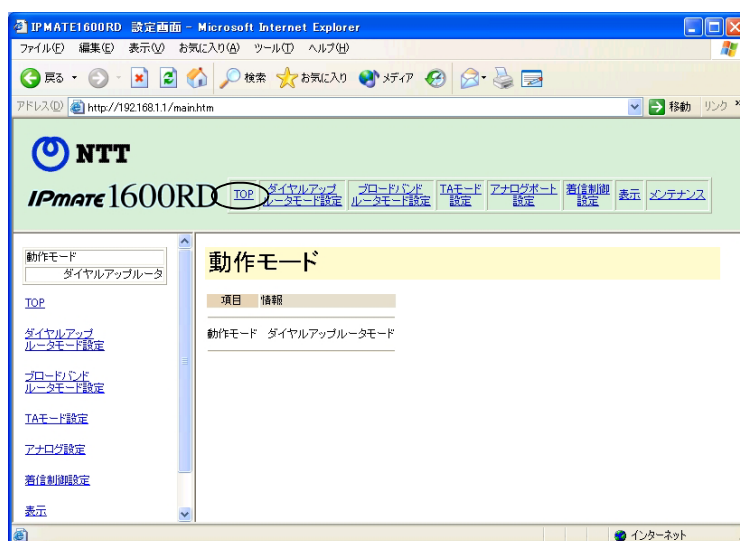 IPMATE1600RD 設定画面 - Microsoft Internet Explorer
ファイル(F) 編集(E) 表示(V) お気に入り(A) ツール(T) ヘルプ(H)
戻る 検索 お気に入り メディア
アドレス(D) http://192.168.1.1/main.htm 移動 リンク »
NTT
IPMATE1600RD
TOP
ダイヤルアップ
ルータモード設定
ブロードバンド
ルータモード設定
TAモード
設定
アナログポート
設定
着信制御
設定
表示
メンテナンス
動作モード
ダイヤルアップルータ
TOP
ダイヤルアップ
ルータモード設定
ブロードバンド
ルータモード設定
TAモード設定
アナログ設定
着信制御設定
表示
動作モード
項目 情報
動作モード ダイヤルアップルータモード
インターネット